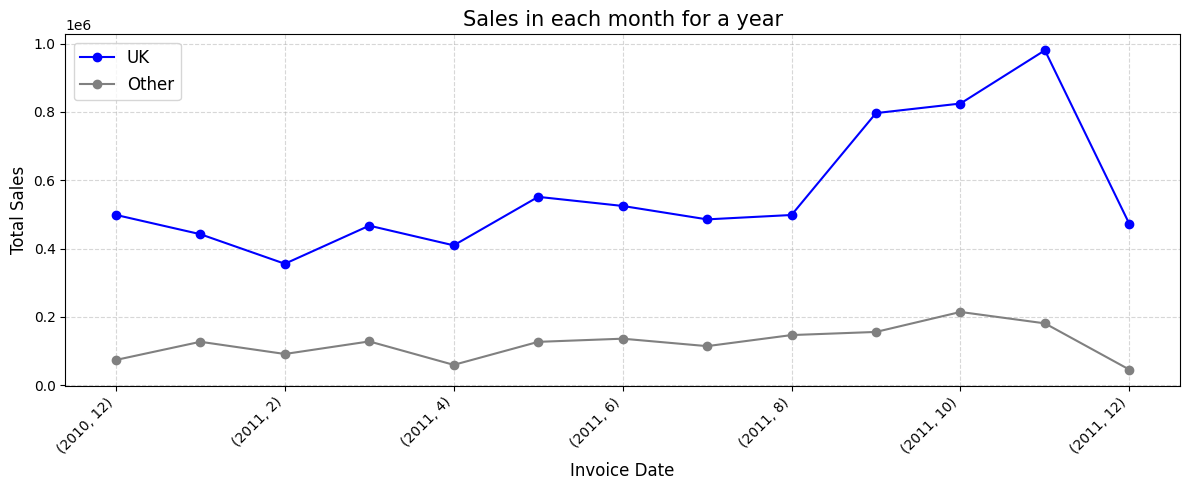 Sales in each month for a year
1e6
1.0
0.8
0.6
0.4
0.2
0.0
Total Sales
UK
Other
(2010, 12)
(2011, 2)
(2011, 4)
(2011, 6)
(2011, 8)
(2011, 10)
(2011, 12)
Invoice Date